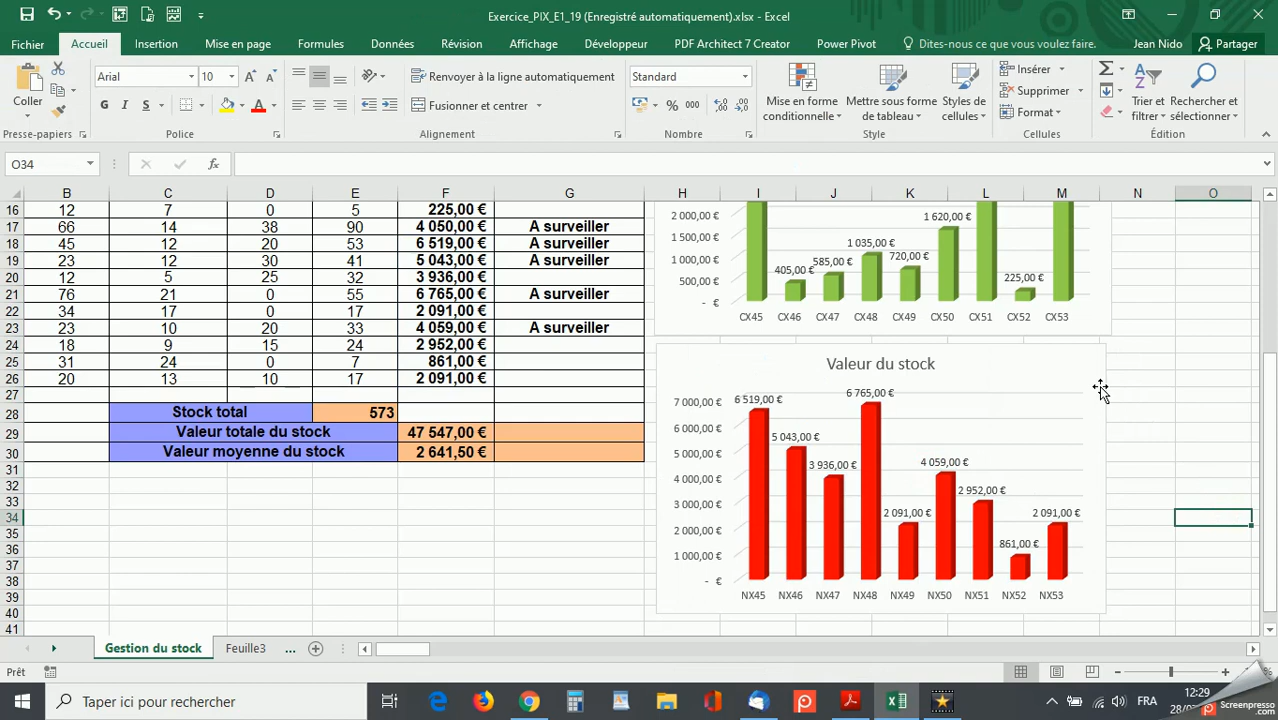 Exercice_PIX_E1_19 (Enregistré automatiquement).xlsx - Excel
Fichier Accueil Insertion Mise en page Formules Données Révision Affichage Développeur PDF Architect 7 Creator Power Pivot Dites-nous ce que vous voulez faire. Jean Nido Partager
Arial 10 Renvoyer à la ligne automatiquement Standard Insérer
Coller G I S Fusionner et centrer % 000 Mise en forme conditionnelle Mettre sous forme de tableau Styles de cellules Supprimer Format Trier et filtrer Rechercher et sélectionner
Presse-papiers Police Alignement Nombre Style Cellules Édition
O34 fx
B C D E F G H I J K L M N O
16 12 7 0 5 225,00 €
17 66 14 38 90 4 050,00 € A surveiller
18 45 12 20 53 6 519,00 € A surveiller
19 23 12 30 41 5 043,00 € A surveiller
20 12 5 25 32 3 936,00 €
21 76 21 0 55 6 765,00 € A surveiller
22 34 17 0 17 2 091,00 €
23 23 10 20 33 4 059,00 € A surveiller
24 18 9 15 24 2 952,00 €
25 31 24 0 7 861,00 €
26 20 13 10 17 2 091,00 €
27
28 Stock total 573
29 Valeur totale du stock 47 547,00 €
30 Valeur moyenne du stock 2 641,50 €
31
32
33
34
35
36
37
38
39
40
41
2 000,00 €
1 500,00 €
1 000,00 €
500,00 €
- €
405,00 € 585,00 € 1 035,00 € 720,00 € 1 620,00 € 225,00 €
CX45 CX46 CX47 CX48 CX49 CX50 CX51 CX52 CX53
Valeur du stock
7 000,00 €
6 000,00 €
5 000,00 €
4 000,00 €
3 000,00 €
2 000,00 €
1 000,00 €
- €
6 519,00 € 5 043,00 € 3 936,00 € 6 765,00 € 2 091,00 € 4 059,00 € 2 952,00 € 861,00 € 2 091,00 €
NX45 NX46 NX47 NX48 NX49 NX50 NX51 NX52 NX53
Gestion du stock Feuille3 ...
Prêt
Taper ici pour rechercher FRA 12:29
Screenpresso.com